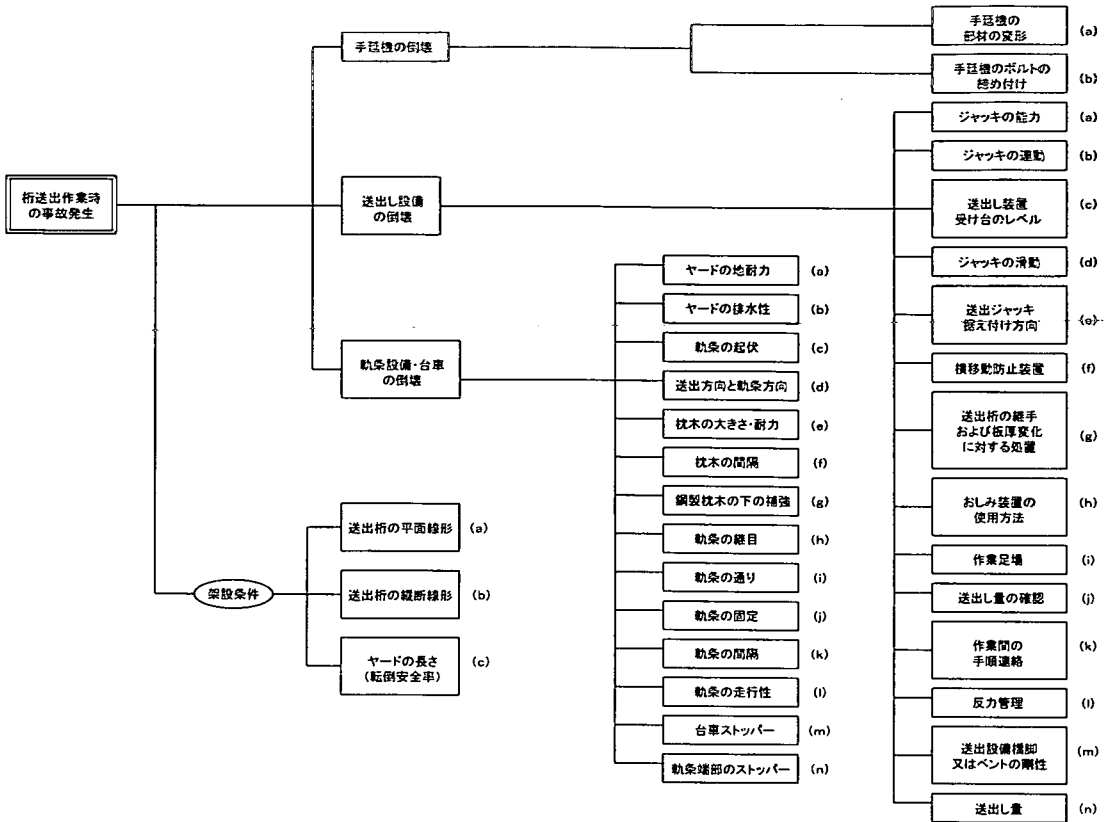 桁送出作業時
の事故発生
手延機の倒壊
手延機の
部材の変形
(a)
手延機のボルトの
締め付け
(b)
送出し設備
の倒壊
ジャッキの能力
(a)
ジャッキの運動
(b)
送出し装置
受け台のレベル
(c)
ジャッキの滑動
(d)
送出ジャッキ
据え付け方向
(e)
横移動防止装置
(f)
送出桁の継手
および板厚変化
に対する処置
(g)
おしみ装置の
使用方法
(h)
作業足場
(i)
送出し量の確認
(j)
作業間の
手順連絡
(k)
反力管理
(l)
送出設備橋脚
又はベントの剛性
(m)
送出し量
(n)
軌条設備・台車
の倒壊
ヤードの地耐力
(a)
ヤードの排水性
(b)
軌条の起伏
(c)
送出方向と軌条方向
(d)
枕木の大きさ・耐力
(e)
枕木の間隔
(f)
鋼製枕木の下の補強
(g)
軌条の継目
(h)
軌条の通り
(i)
軌条の固定
(j)
軌条の間隔
(k)
軌条の走行性
(l)
台車ストッパー
(m)
軌条端部のストッパー
(n)
架設条件
送出桁の平面線形
(a)
送出桁の縦断線形
(b)
ヤードの長さ
(転倒安全率)
(c)